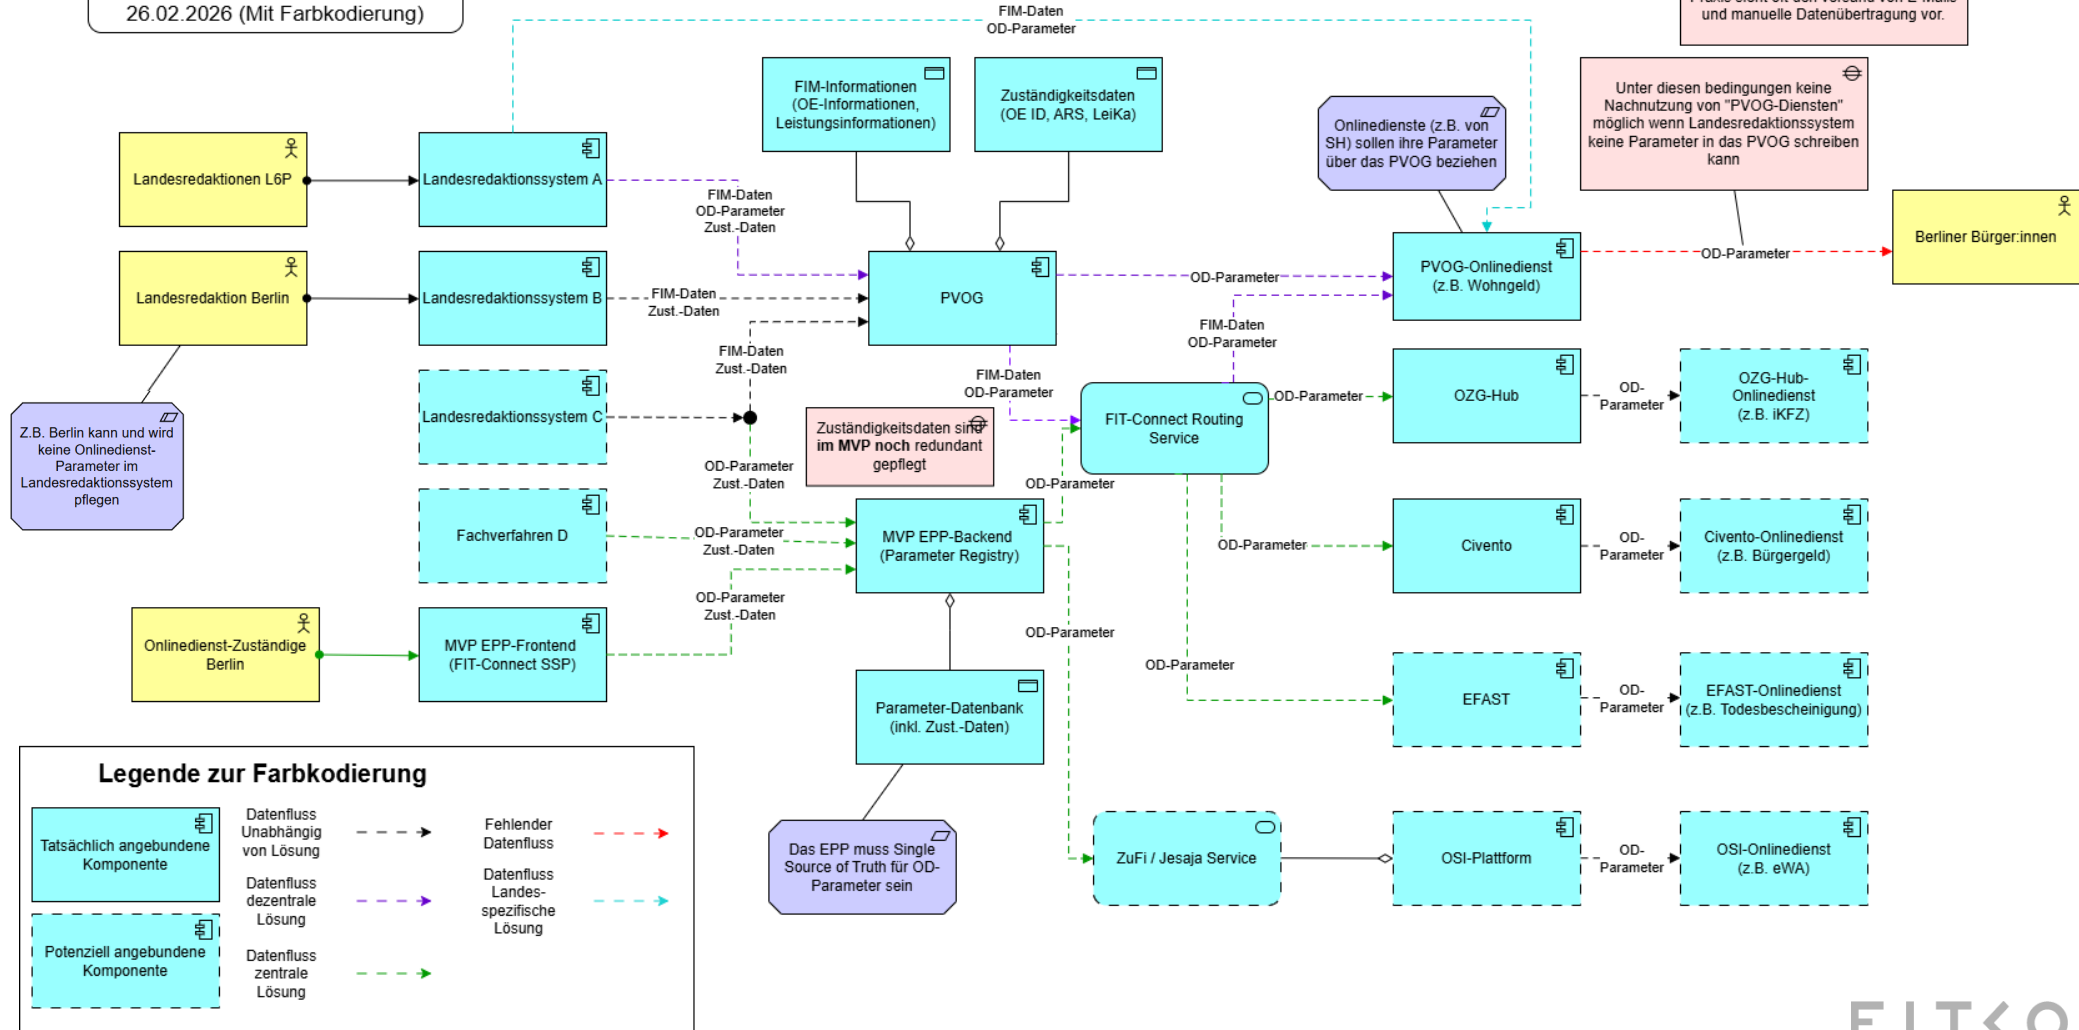 26.02.2026 (Mit Farbkodierung)
FIM-Daten
OD-Parameter
und manuelle Datenübertragung vor.
FIM-Informationen
(OE-Informationen,
Leistungsinformationen)
Zuständigkeitsdaten
(OE ID, ARS, LeiKa)
Onlinedienste (z.B. von
SH) sollen ihre Parameter
über das PVOG beziehen
Unter diesen bedingungen keine
Nachnutzung von "PVOG-Diensten"
möglich wenn Landesredaktionssystem
keine Parameter in das PVOG schreiben
kann
Landesredaktionen L6P
Landesredaktionssystem A
FIM-Daten
OD-Parameter
Zust.-Daten
Berliner Bürger:innen
Landesredaktion Berlin
Landesredaktionssystem B
FIM-Daten
Zust.-Daten
PVOG
OD-Parameter
PVOG-Onlinedienst
(z.B. Wohngeld)
OD-Parameter
FIM-Daten
OD-Parameter
FIM-Daten
Zust.-Daten
FIM-Daten
OD-Parameter
Z.B. Berlin kann und wird
keine Onlinedienst-
Parameter im
Landesredaktionssystem
pflegen
Landesredaktionssystem C
Zuständigkeitsdaten sind
im MVP noch redundant
gepflegt
FIT-Connect Routing
Service
OD-Parameter
OZG-Hub
OD-
Parameter
OZG-Hub-
Onlinedienst
(z.B. iKFZ)
OD-Parameter
Zust.-Daten
OD-Parameter
Fachverfahren D
OD-Parameter
Zust.-Daten
MVP EPP-Backend
(Parameter Registry)
OD-Parameter
Civento
OD-
Parameter
Civento-Onlinedienst
(z.B. Bürgergeld)
Onlinedienst-Zuständige
Berlin
MVP EPP-Frontend
(FIT-Connect SSP)
OD-Parameter
Zust.-Daten
OD-Parameter
OD-Parameter
EFAST
OD-
Parameter
EFAST-Onlinedienst
(z.B. Todesbescheinigung)
Parameter-Datenbank
(inkl. Zust.-Daten)
Das EPP muss Single
Source of Truth für OD-
Parameter sein
ZuFi / Jesaja Service
OSI-Plattform
OD-
Parameter
OSI-Onlinedienst
(z.B. eWA)
Legende zur Farbkodierung
Tatsächlich angebundene
Komponente
Datenfluss
Unabhängig
von Lösung
Fehlender
Datenfluss
Datenfluss
dezentrale
Lösung
Datenfluss
Landes-
spezifische
Lösung
Potenziell angebundene
Komponente
Datenfluss
zentrale
Lösung
FITKO